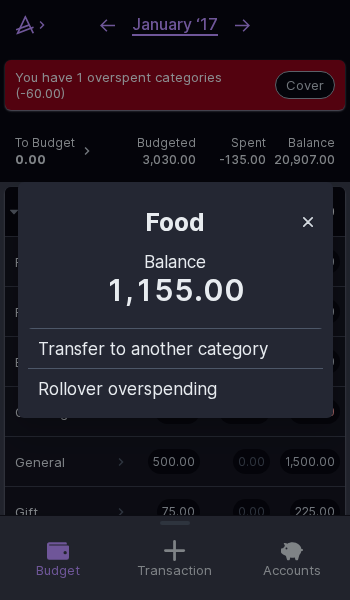 January ‘17
You have 1 overspent categories
(-60.00)
Cover
To Budget Budgeted Spent Balance
0.00 3,030.00 -135.00 20,907.00
Food
Balance
1,155.00
Transfer to another category
Rollover overspending
General 500.00 0.00 1,500.00
Gift 75.00 0.00 225.00
Budget Transaction Accounts